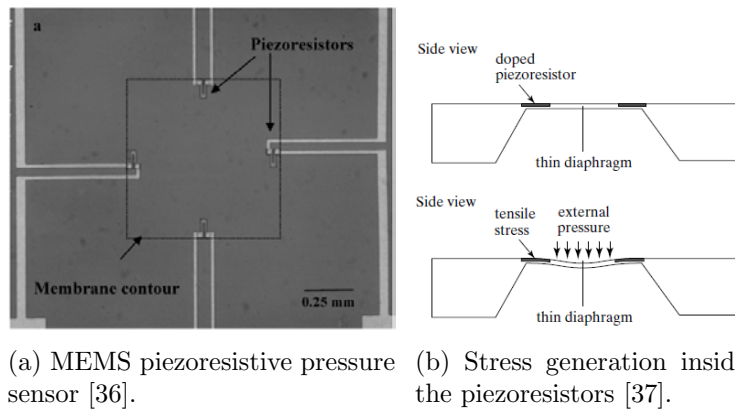 a
Piezoresistors
Membrane contour
0.25 mm
Side view
doped
piezoresistor
thin diaphragm
Side view
tensile
stress
external
pressure
thin diaphragm
(a) MEMS piezoresistive pressure
sensor [36].
(b) Stress generation insid
the piezoresistors [37].